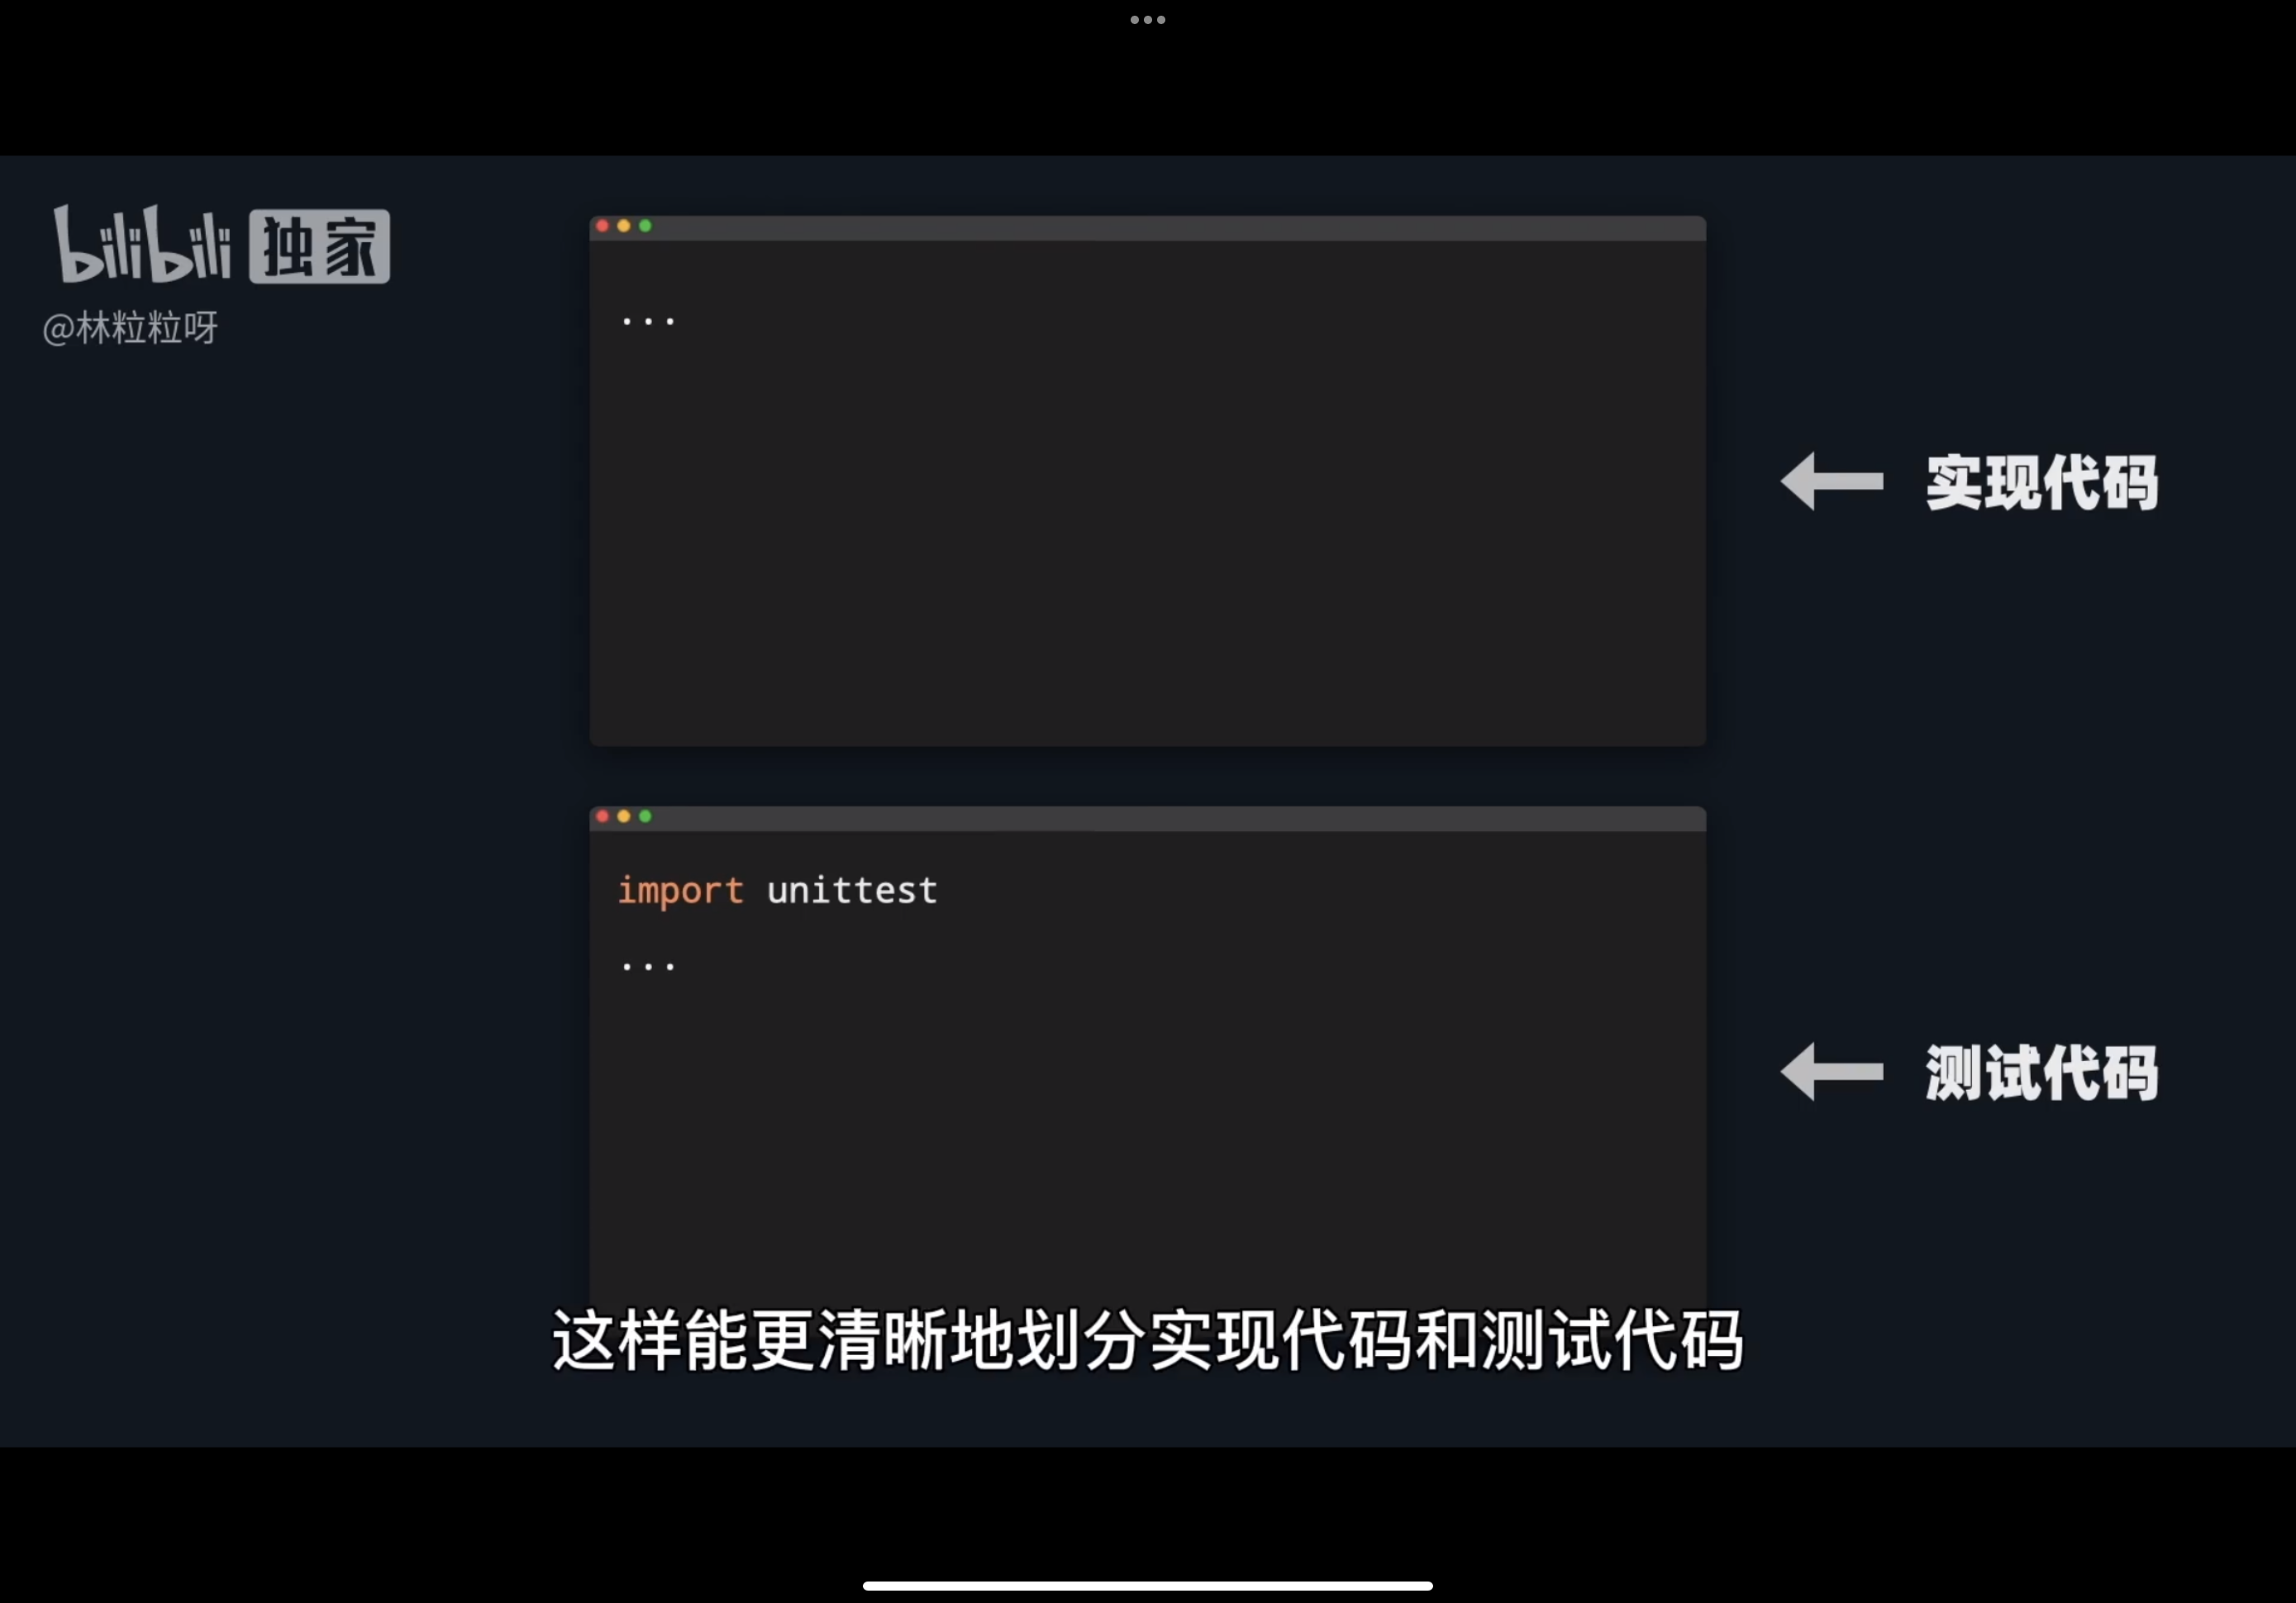 bilibili 独家
@林粒粒呀
...
实现代码
import unittest
...
测试代码
这样能更清晰地划分实现代码和测试代码